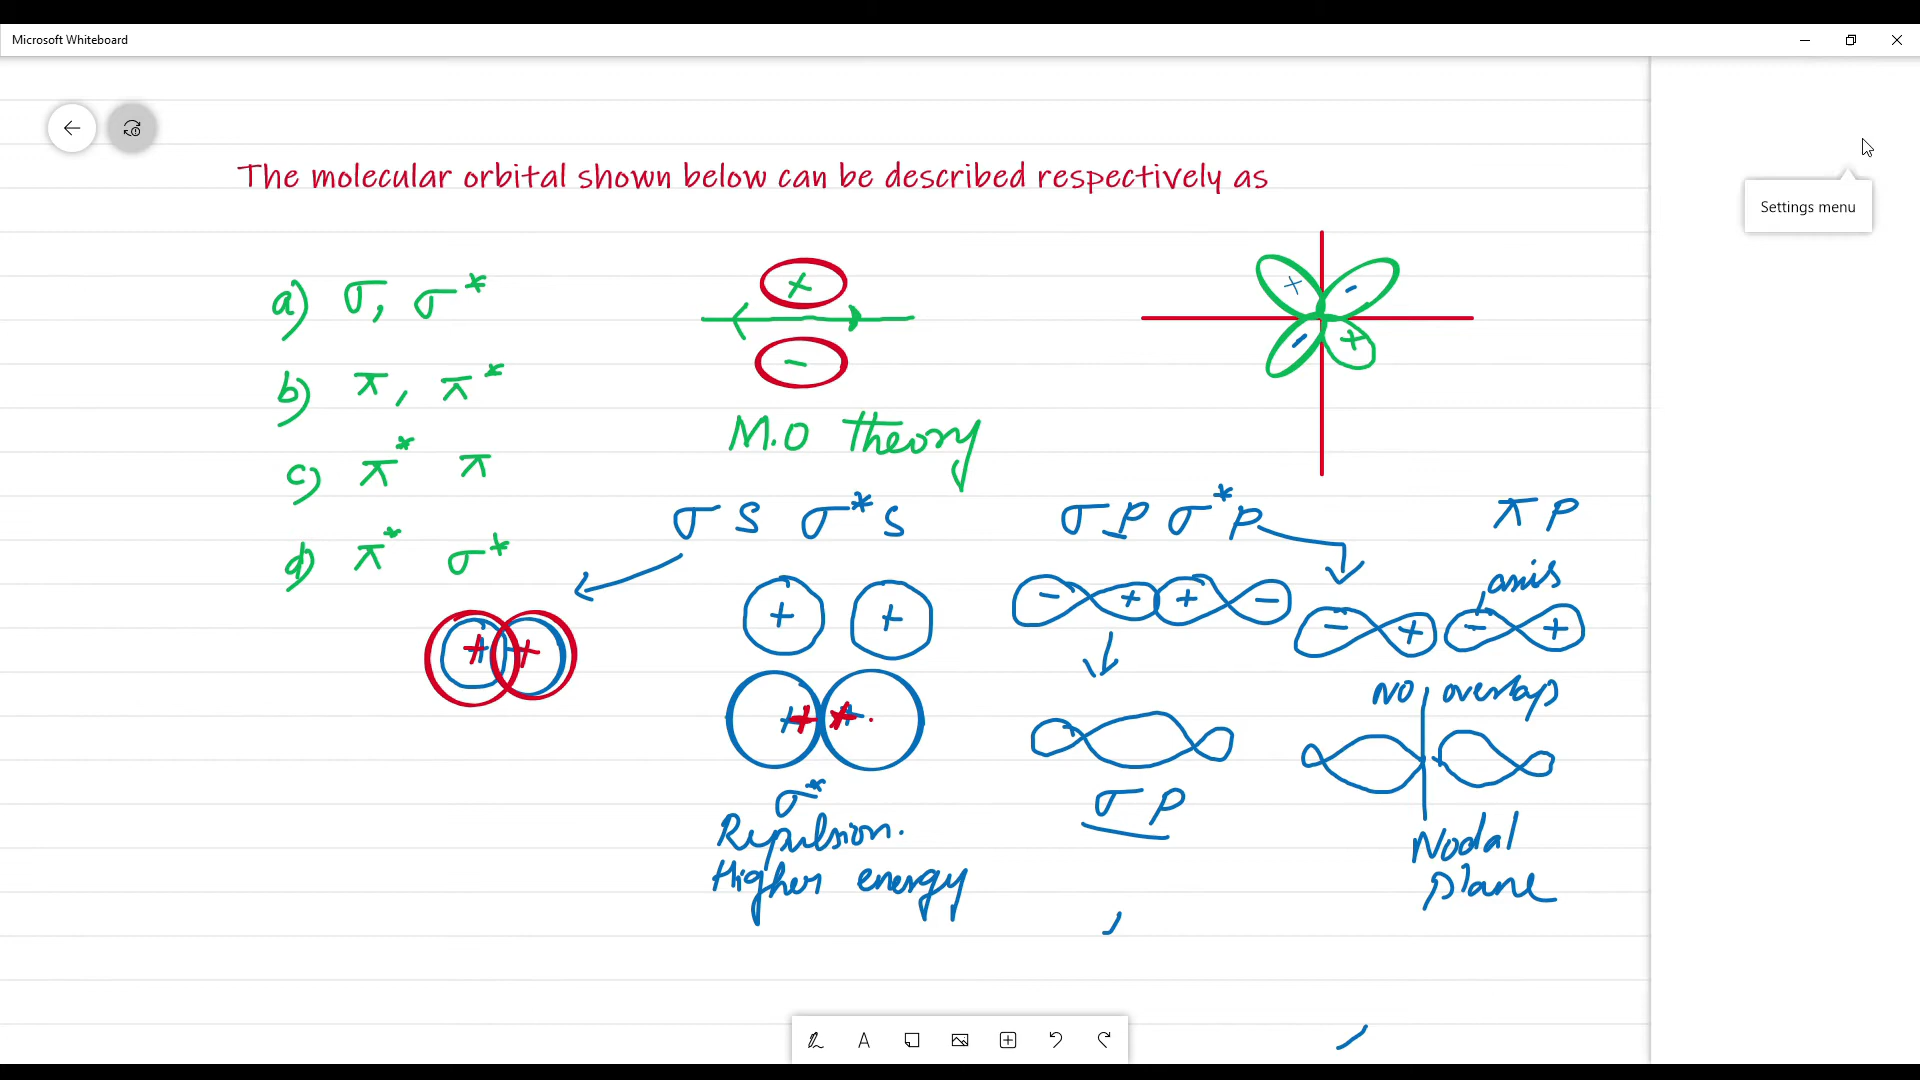 Microsoft Whiteboard
Settings menu
The molecular orbital shown below can be described respectively as
a) σ, σ*
b) π, π*
c) π* π
d) π* σ*
+
-
+ -
- +
M.O Theory
σ s σ* s
σ p σ* p
π p
axis
+ +
+ +
- + + -
- + - +
+ +
σ*
Repulsion.
Higher energy
σ p
NO overlap
Nodal
plane